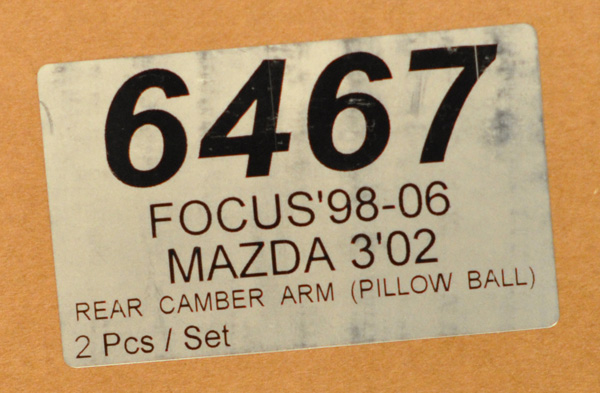 6467
FOCUS'98-06
MAZDA 3'02
REAR CAMBER ARM (PILLOW BALL)
2 Pcs / Set